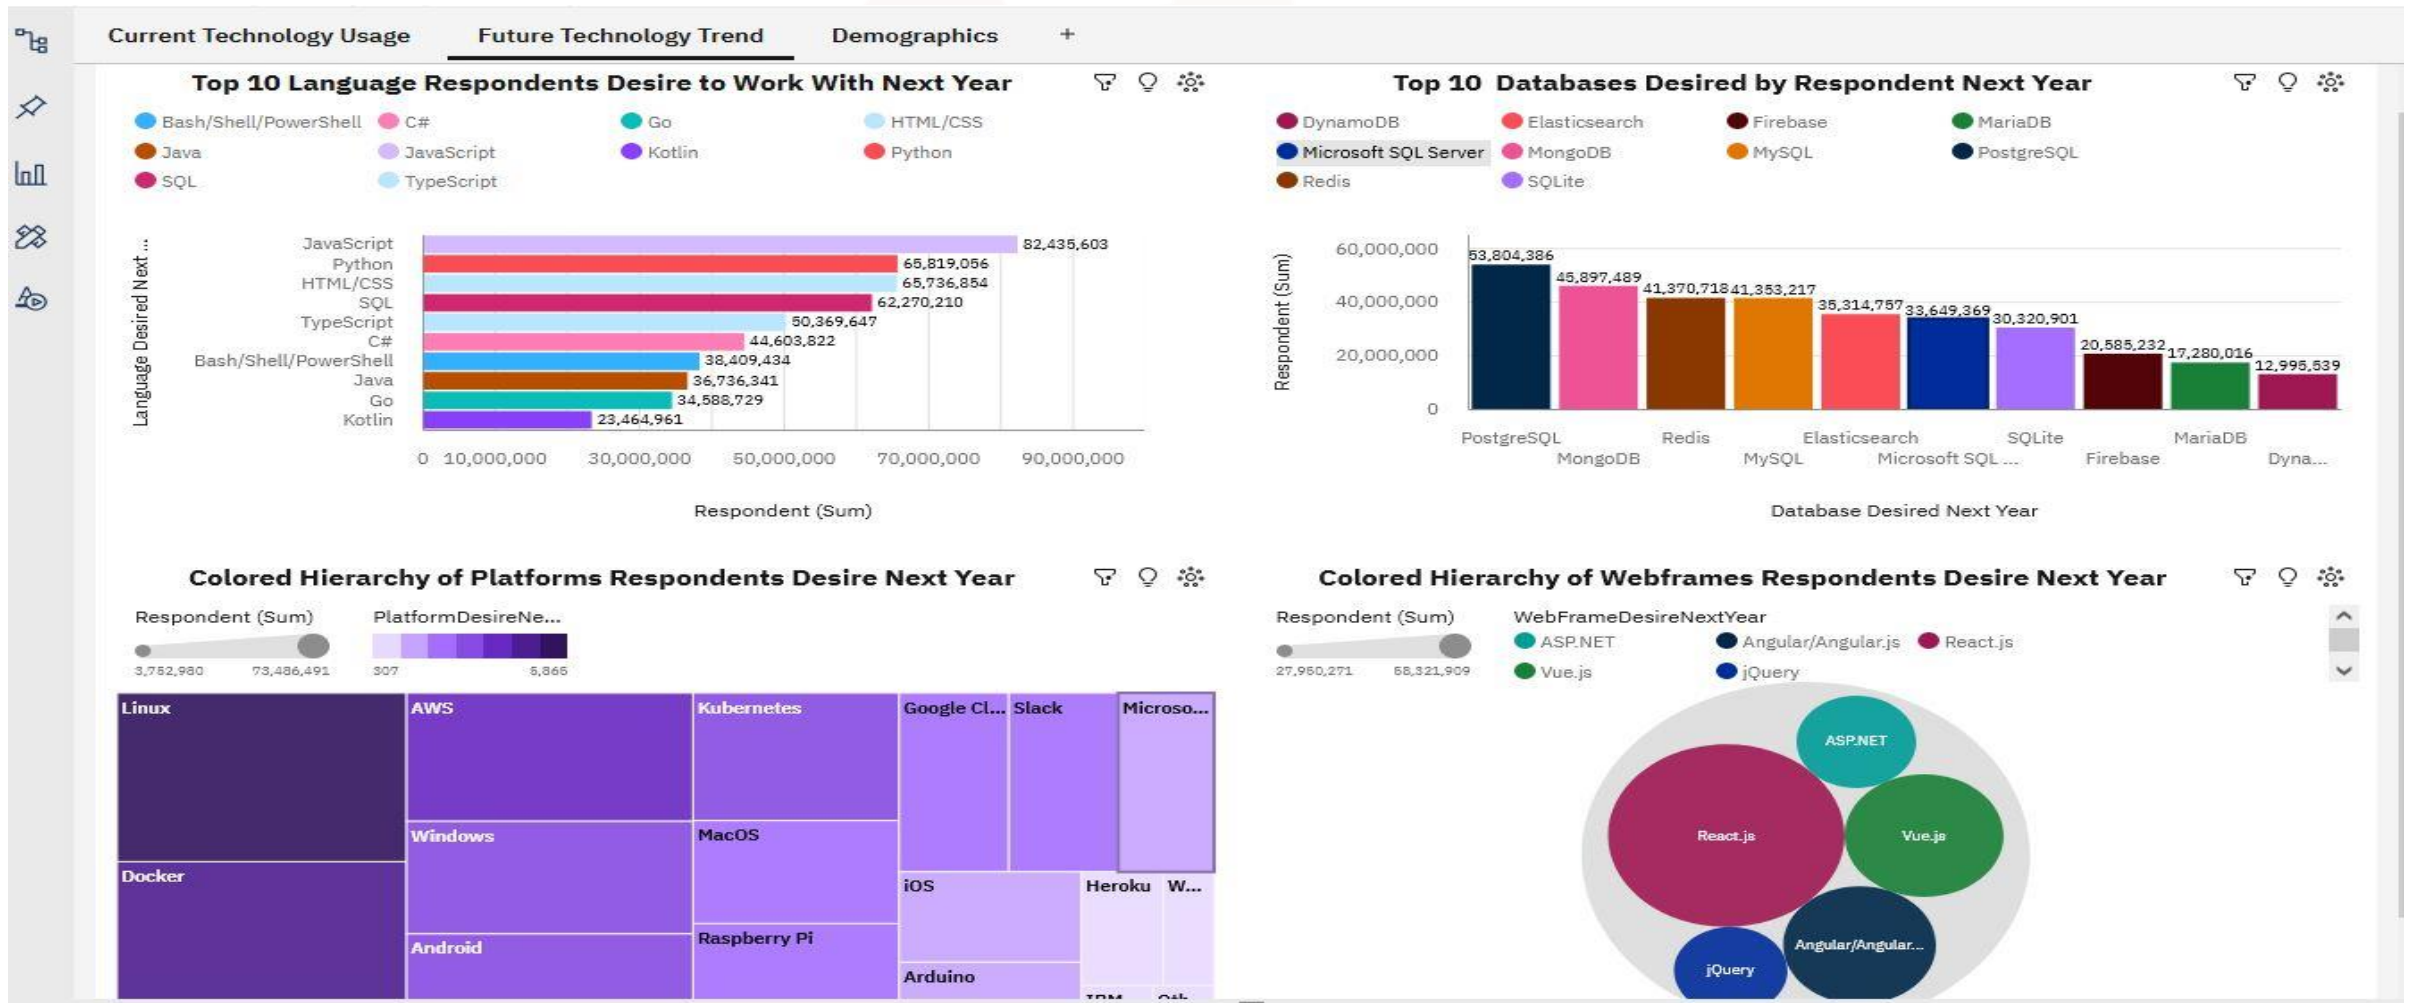 Current Technology Usage Future Technology Trend Demographics +
Top 10 Language Respondents Desire to Work With Next Year
Bash/Shell/PowerShell C# Go HTML/CSS
Java JavaScript Kotlin Python
SQL TypeScript
Language Desired Next ...
JavaScript 82,435,603
Python 65,819,056
HTML/CSS 65,736,854
SQL 62,270,210
TypeScript 50,369,647
C# 44,603,822
Bash/Shell/PowerShell 38,409,434
Java 36,736,341
Go 34,588,729
Kotlin 23,464,961
0 10,000,000 30,000,000 50,000,000 70,000,000 90,000,000
Respondent (Sum)
Top 10 Databases Desired by Respondent Next Year
DynamoDB Elasticsearch Firebase MariaDB
Microsoft SQL Server MongoDB MySQL PostgreSQL
Redis SQLite
Respondent (Sum)
60,000,000
40,000,000
20,000,000
0
53,804,386 45,897,489 41,370,718 41,353,217 35,314,757 33,649,369 30,320,901 20,585,232 17,280,016 12,995,539
PostgreSQL Redis Elasticsearch SQLite MariaDB
MongoDB MySQL Microsoft SQL ... Firebase Dyna...
Database Desired Next Year
Colored Hierarchy of Platforms Respondents Desire Next Year
Respondent (Sum) PlatformDesireNe...
3,752,980 73,486,491 307 5,865
Linux AWS Kubernetes Google Cl... Slack Microso...
Windows MacOS
Docker iOS Heroku W...
Android Raspberry Pi
Arduino
Colored Hierarchy of Webframes Respondents Desire Next Year
Respondent (Sum) WebFrameDesireNextYear
ASP.NET Angular/Angular.js React.js
27,950,271 58,321,909 Vue.js jQuery
ASP.NET
React.js Vue.js
Angular/Angular...
jQuery